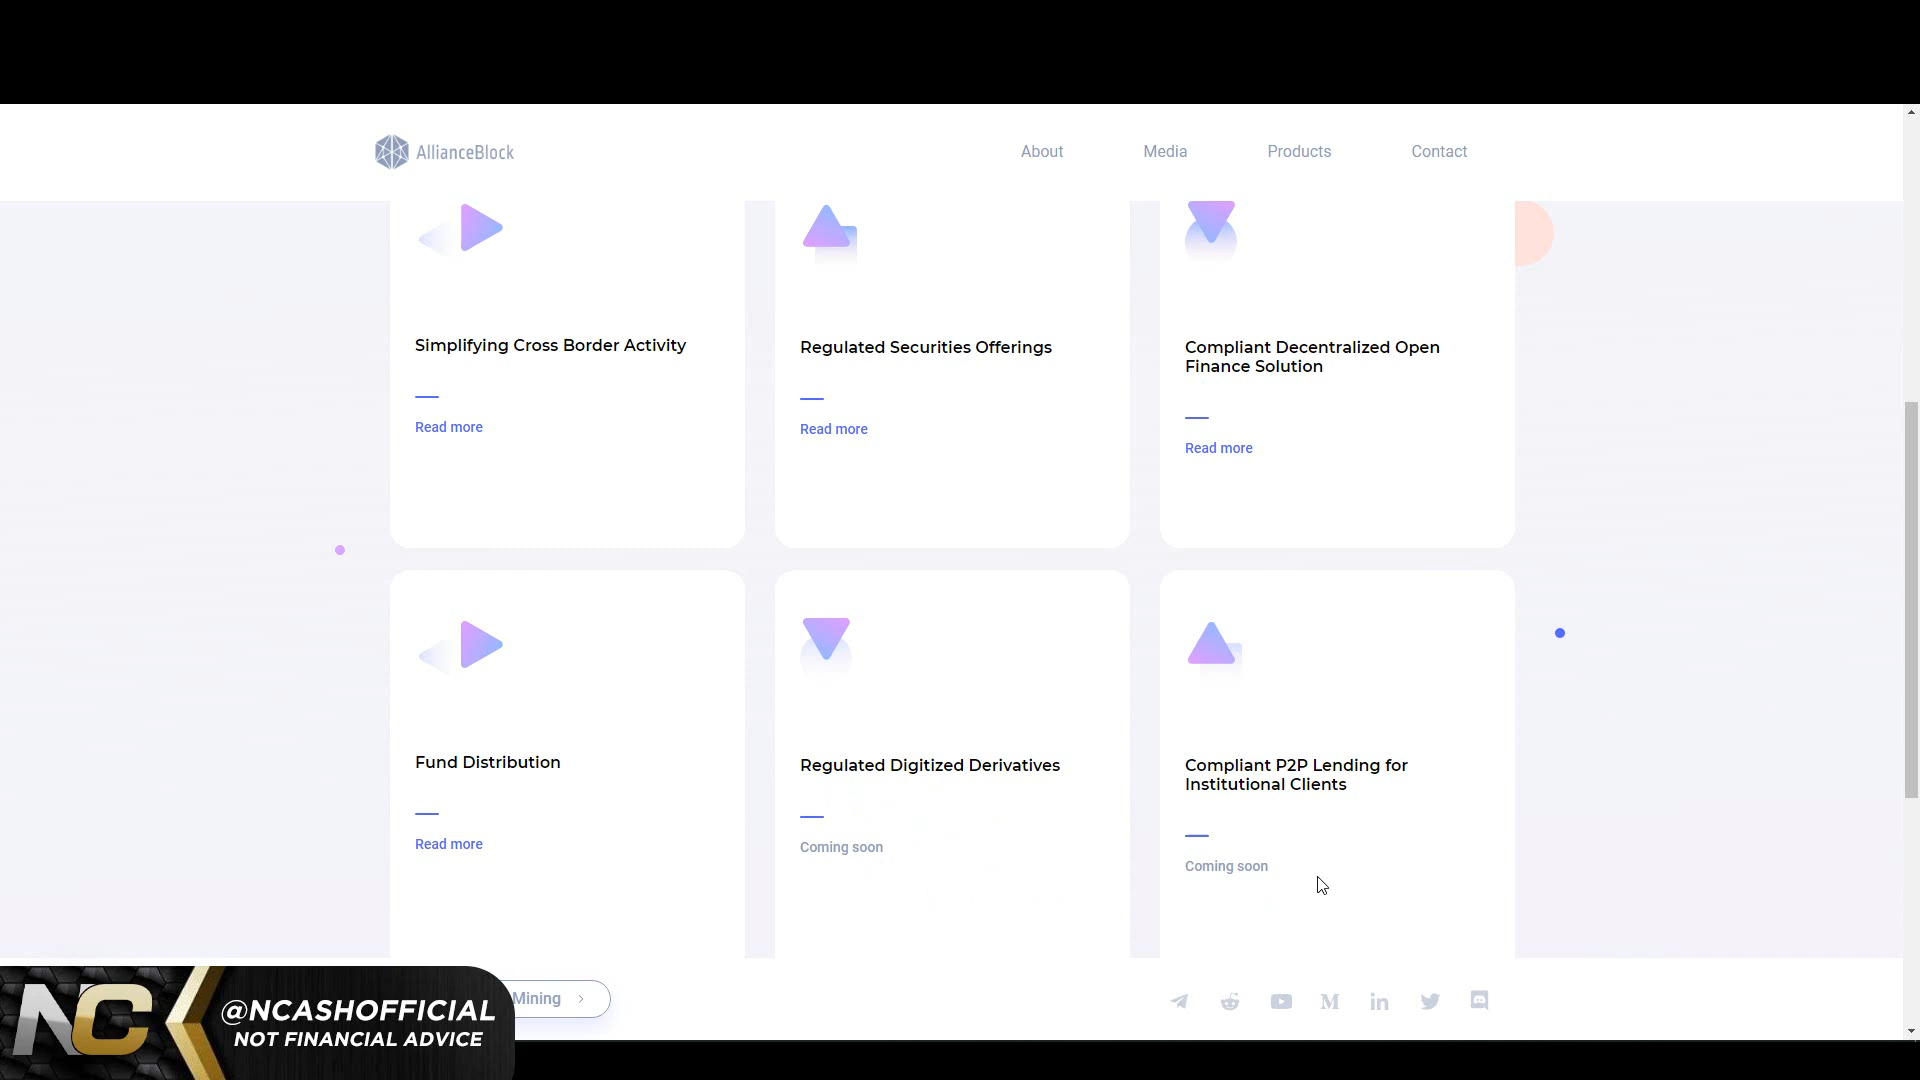 AllianceBlock
About
Media
Products
Contact
Simplifying Cross Border Activity
Read more
Regulated Securities Offerings
Read more
Compliant Decentralized Open
Finance Solution
Read more
Fund Distribution
Read more
Regulated Digitized Derivatives
Coming soon
Compliant P2P Lending for
Institutional Clients
Coming soon
Mining
NC
@NCASHOFFICIAL
NOT FINANCIAL ADVICE